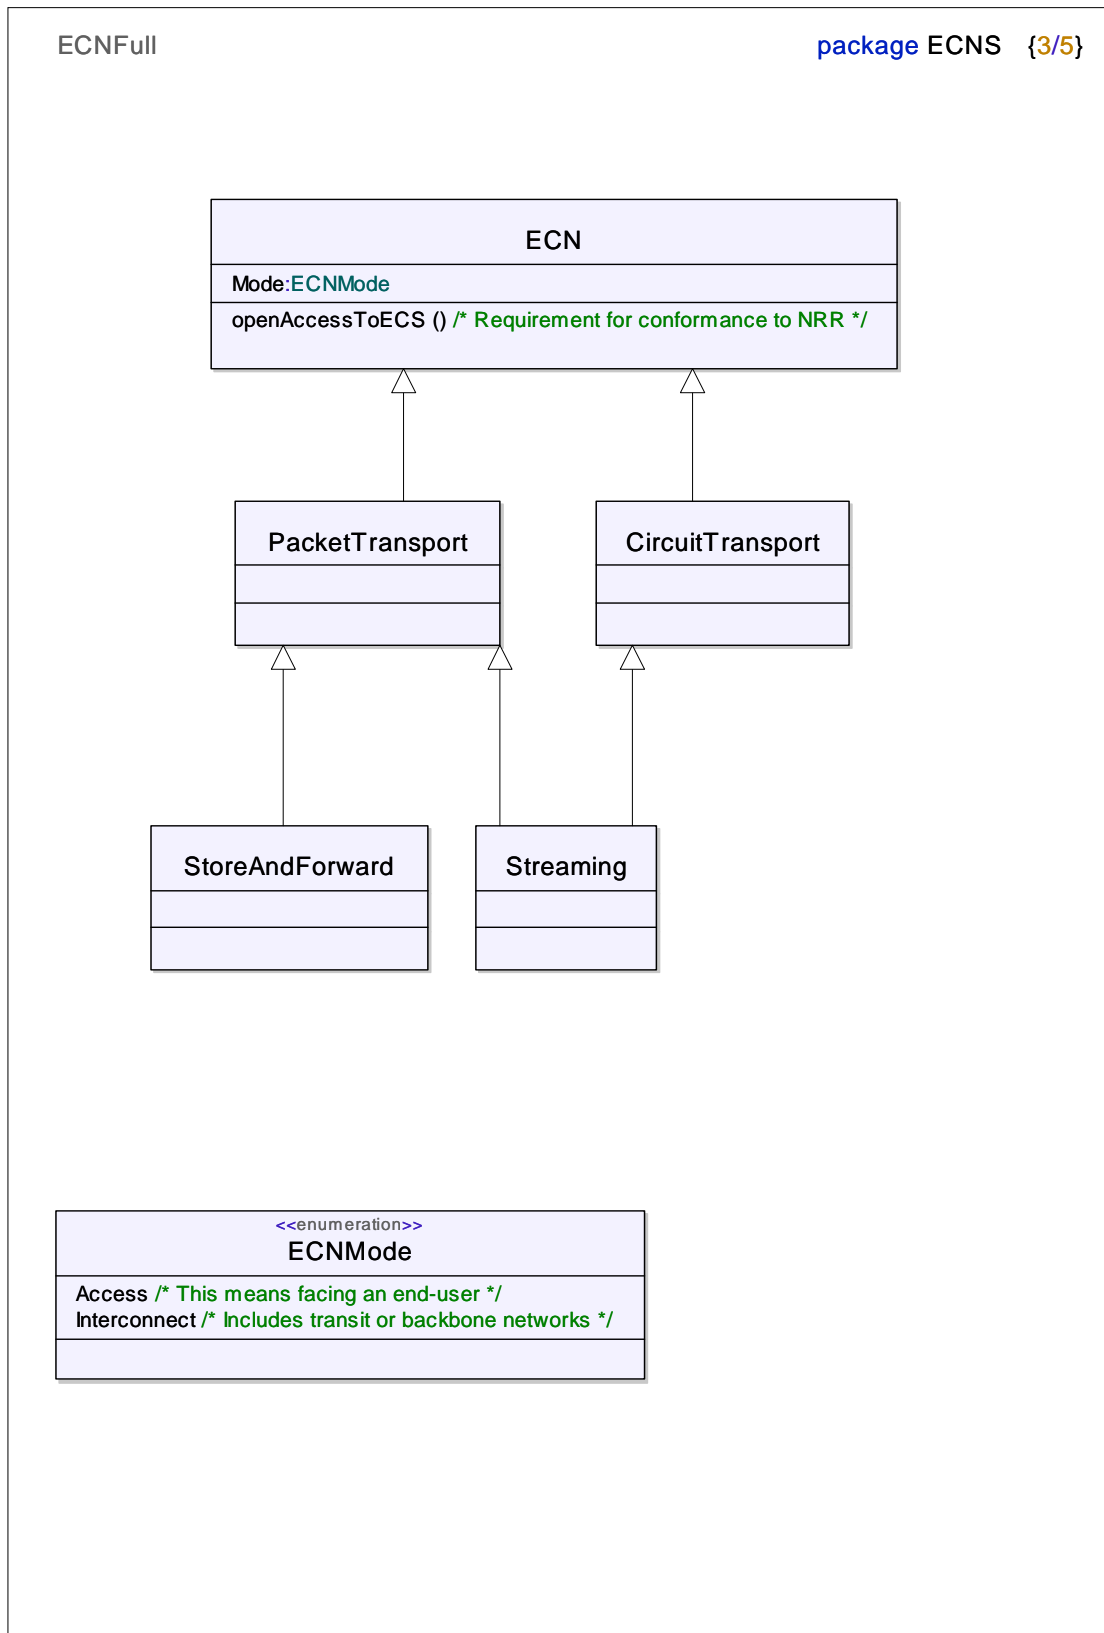 ECNFull
package ECNS {3/5}
ECN
Mode:ECNMode
openAccessToECS () /* Requirement for conformance to NRR */
PacketTransport
CircuitTransport
StoreAndForward
Streaming
<<enumeration>>
ECNMode
Access /* This means facing an end-user */
Interconnect /* Includes transit or backbone networks */